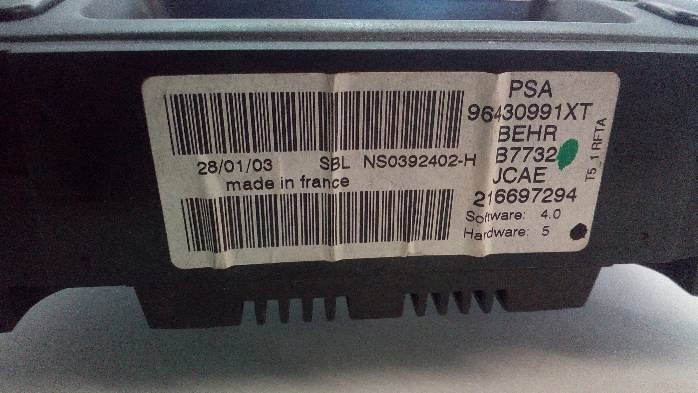 PSA
96430991XT
BEHR
B7732
JCAE
216697294
Software: 4.0
Hardware: 5
T5_1 RFTA
28/01/03 SBL NS0392402-H
made in france